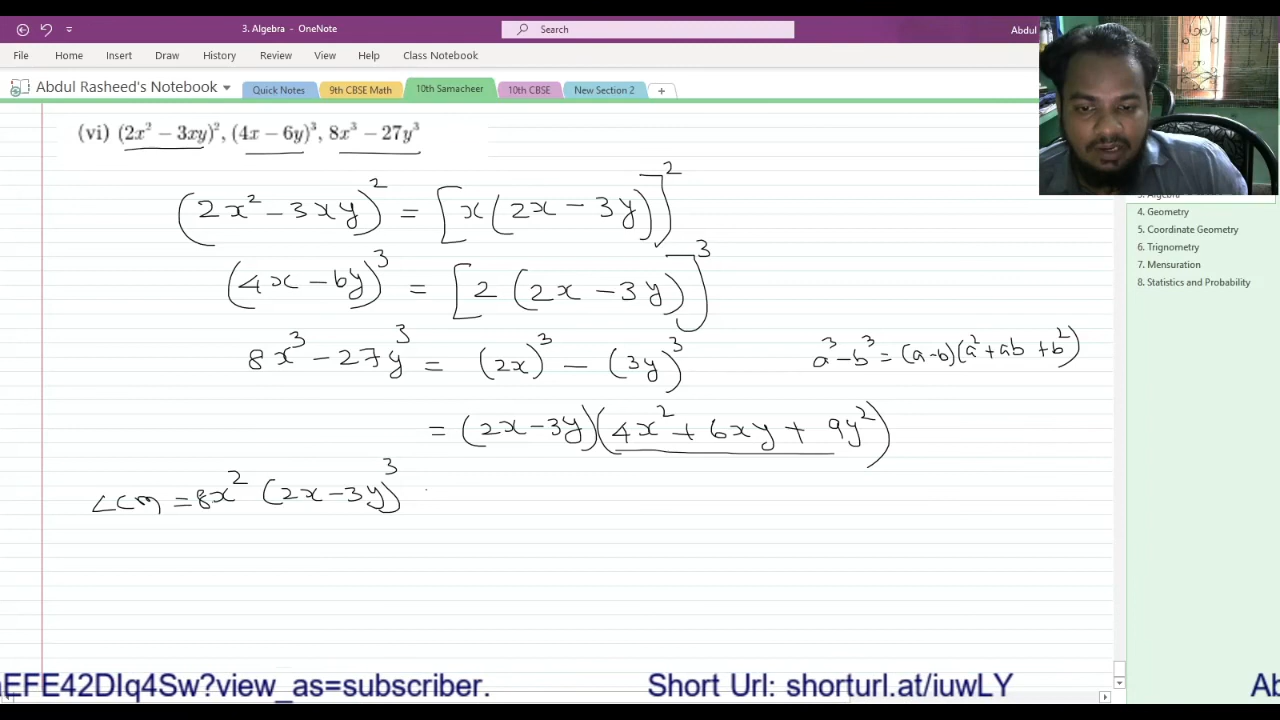 3. Algebra - OneNote
Search
Abdul
File Home Insert Draw History Review View Help Class Notebook
Abdul Rasheed's Notebook
Quick Notes 9th CBSE Math 10th Samacheer 10th CBSE New Section 2 +
(vi) (2x² − 3xy)², (4x − 6y)³, 8x³ − 27y³
(2x² − 3xy)² = [x(2x − 3y)]²
(4x − 6y)³ = [2(2x − 3y)]³
8x³ − 27y³ = (2x)³ − (3y)³
a³ − b³ = (a−b)(a² + ab + b²)
= (2x − 3y)(4x² + 6xy + 9y²)
LCM = 8x² (2x − 3y)³
3. Algebra
4. Geometry
5. Coordinate Geometry
6. Trignometry
7. Mensuration
8. Statistics and Probability
EFE42DIq4Sw?view_as=subscriber. Short Url: shorturl.at/iuwLY